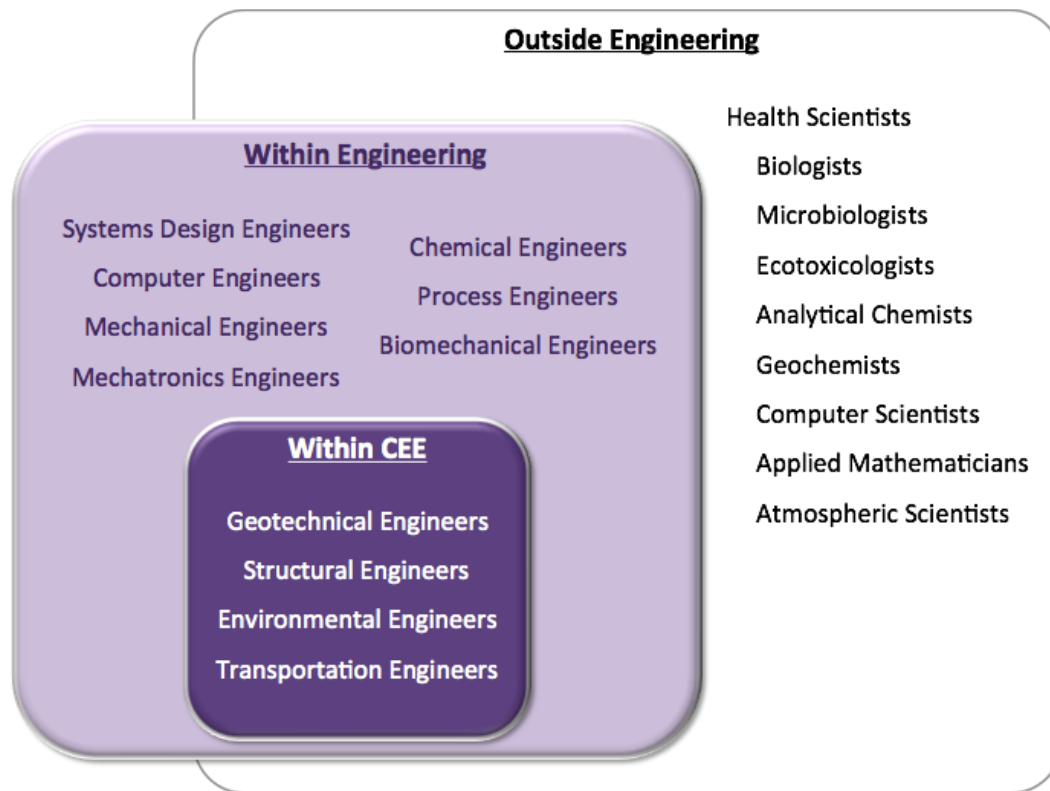 Outside Engineering
Health Scientists
Biologists
Microbiologists
Ecotoxicologists
Analytical Chemists
Geochemists
Computer Scientists
Applied Mathematicians
Atmospheric Scientists
Within Engineering
Systems Design Engineers
Computer Engineers
Mechanical Engineers
Mechatronics Engineers
Chemical Engineers
Process Engineers
Biomechanical Engineers
Within CEE
Geotechnical Engineers
Structural Engineers
Environmental Engineers
Transportation Engineers